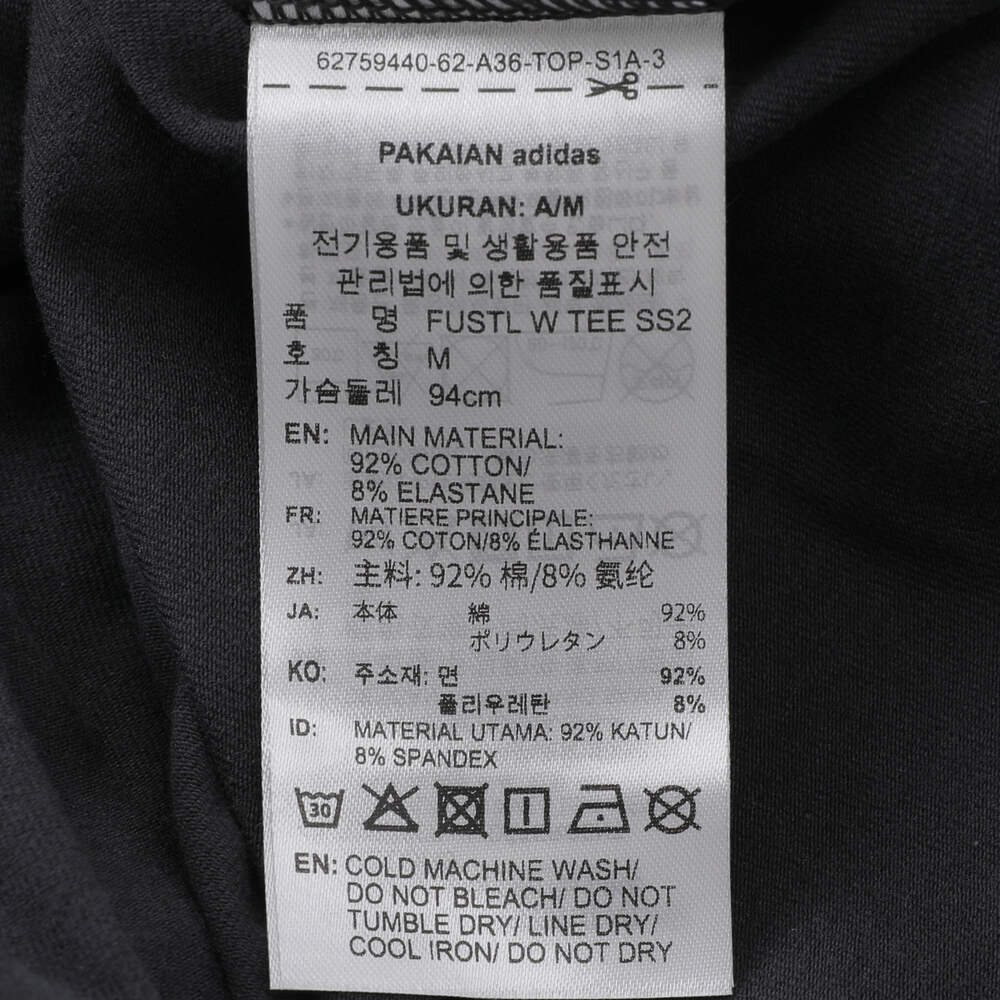 62759440-62-A36-TOP-S1A-3
PAKAIAN adidas
UKURAN: A/M
전기용품 및 생활용품 안전
관리법에 의한 품질표시
품 명 FUSTL W TEE SS2
호 칭 M
가슴둘레 94cm
EN: MAIN MATERIAL:
92% COTTON/
8% ELASTANE
FR: MATIERE PRINCIPALE:
92% COTON/8% ÉLASTHANNE
ZH: 主料: 92% 棉/8% 氨纶
JA: 本体 綿 92%
ポリウレタン 8%
KO: 주소재: 면 92%
폴리우레탄 8%
ID: MATERIAL UTAMA: 92% KATUN/
8% SPANDEX
30
EN: COLD MACHINE WASH/
DO NOT BLEACH/ DO NOT
TUMBLE DRY/ LINE DRY/
COOL IRON/ DO NOT DRY